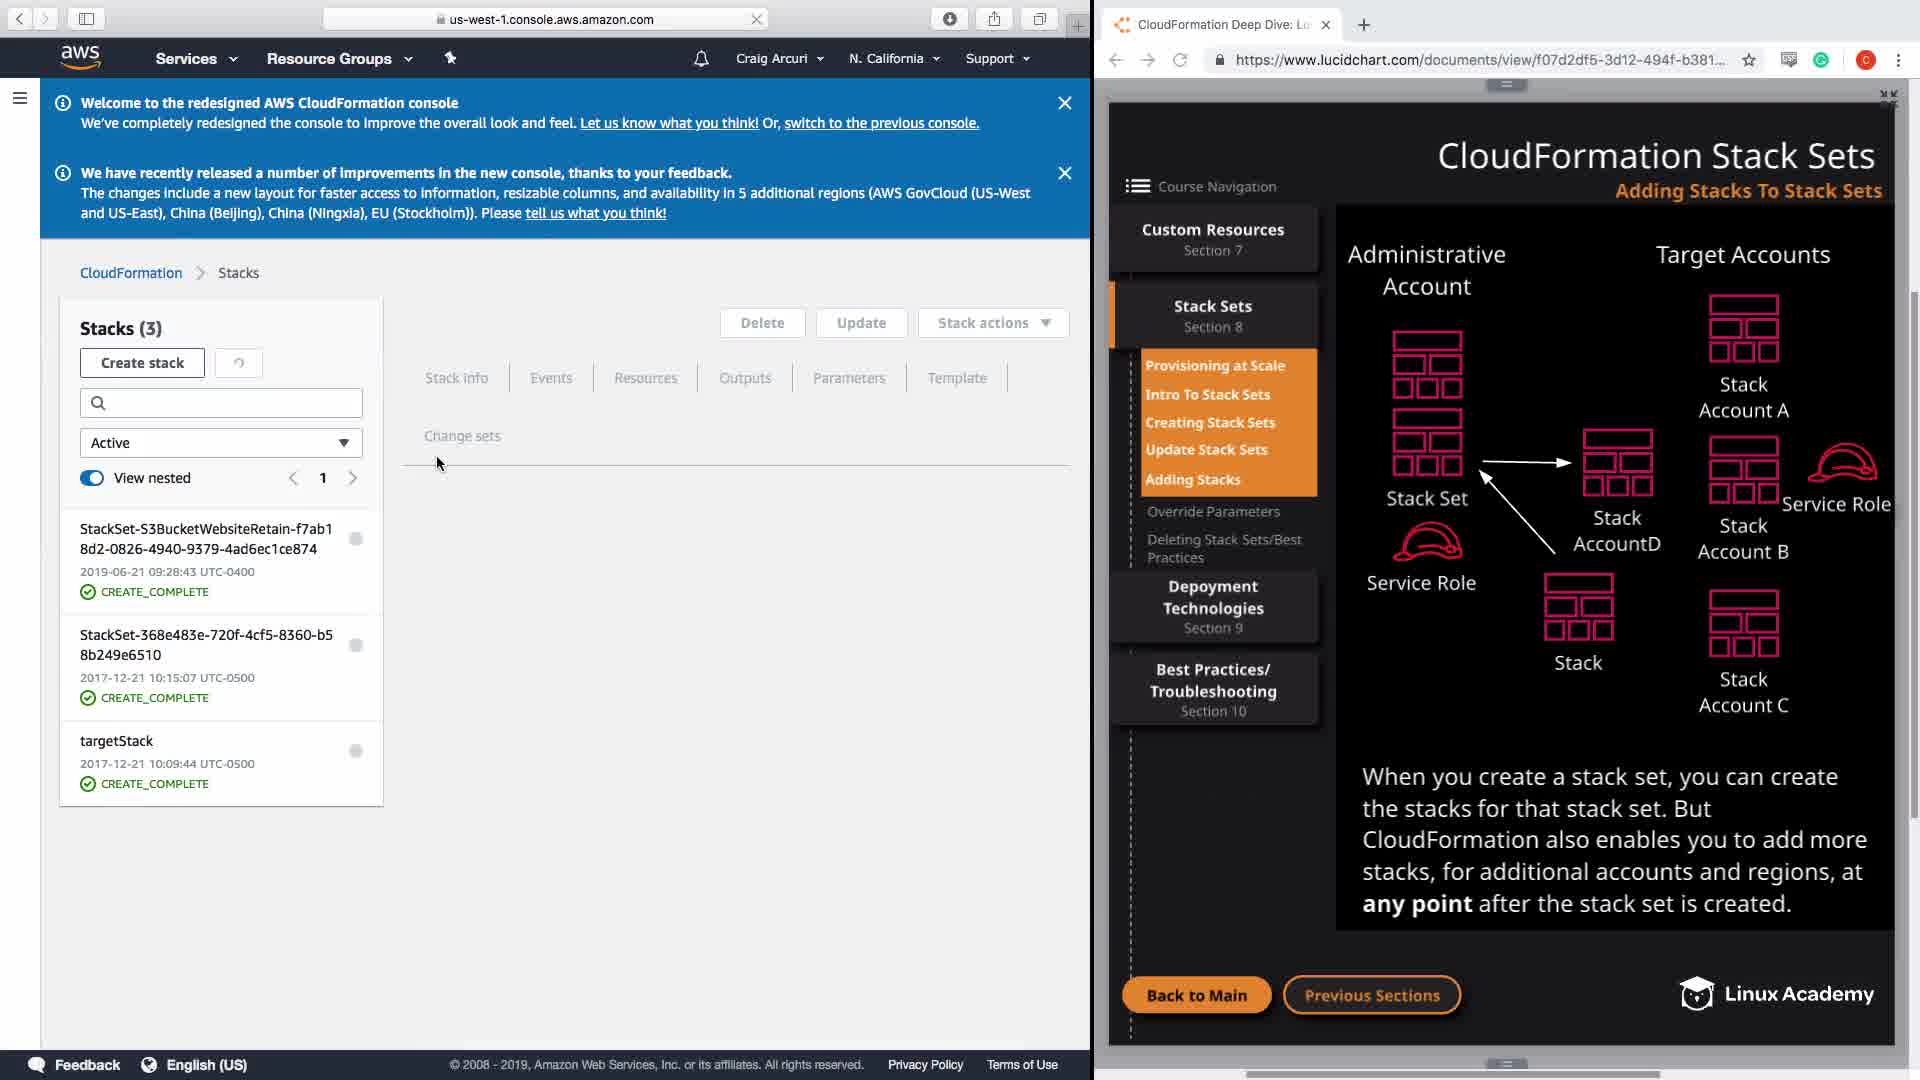 us-west-1.console.aws.amazon.com
aws
Services
Resource Groups
Craig Arcuri
N. California
Support
Welcome to the redesigned AWS CloudFormation console
We've completely redesigned the console to improve the overall look and feel. Let us know what you think! Or, switch to the previous console.
We have recently released a number of improvements in the new console, thanks to your feedback.
The changes include a new layout for faster access to information, resizable columns, and availability in 5 additional regions (AWS GovCloud (US-West
and US-East), China (Beijing), China (Ningxia), EU (Stockholm)). Please tell us what you think!
CloudFormation
Stacks
Stacks (3)
Create stack
Active
View nested
1
StackSet-S3BucketWebsiteRetain-f7ab1
8d2-0826-4940-9379-4ad6ec1ce874
2019-06-21 09:28:43 UTC-0400
CREATE_COMPLETE
StackSet-368e483e-720f-4cf5-8360-b5
8b249e6510
2017-12-21 10:15:07 UTC-0500
CREATE_COMPLETE
targetStack
2017-12-21 10:09:44 UTC-0500
CREATE_COMPLETE
Delete
Update
Stack actions
Stack info
Events
Resources
Outputs
Parameters
Template
Change sets
Feedback
English (US)
© 2008 - 2019, Amazon Web Services, Inc. or its affiliates. All rights reserved.
Privacy Policy
Terms of Use
CloudFormation Deep Dive: Lu
https://www.lucidchart.com/documents/view/f07d2df5-3d12-494f-b381...
C
CloudFormation Stack Sets
Adding Stacks To Stack Sets
Course Navigation
Custom Resources
Section 7
Stack Sets
Section 8
Provisioning at Scale
Intro To Stack Sets
Creating Stack Sets
Update Stack Sets
Adding Stacks
Override Parameters
Deleting Stack Sets/Best
Practices
Depoyment
Technologies
Section 9
Best Practices/
Troubleshooting
Section 10
Administrative
Account
Stack Set
Service Role
Stack
AccountD
Stack
Target Accounts
Stack
Account A
Stack
Account B
Service Role
Stack
Account C
When you create a stack set, you can create
the stacks for that stack set. But
CloudFormation also enables you to add more
stacks, for additional accounts and regions, at
any point after the stack set is created.
Back to Main
Previous Sections
Linux Academy